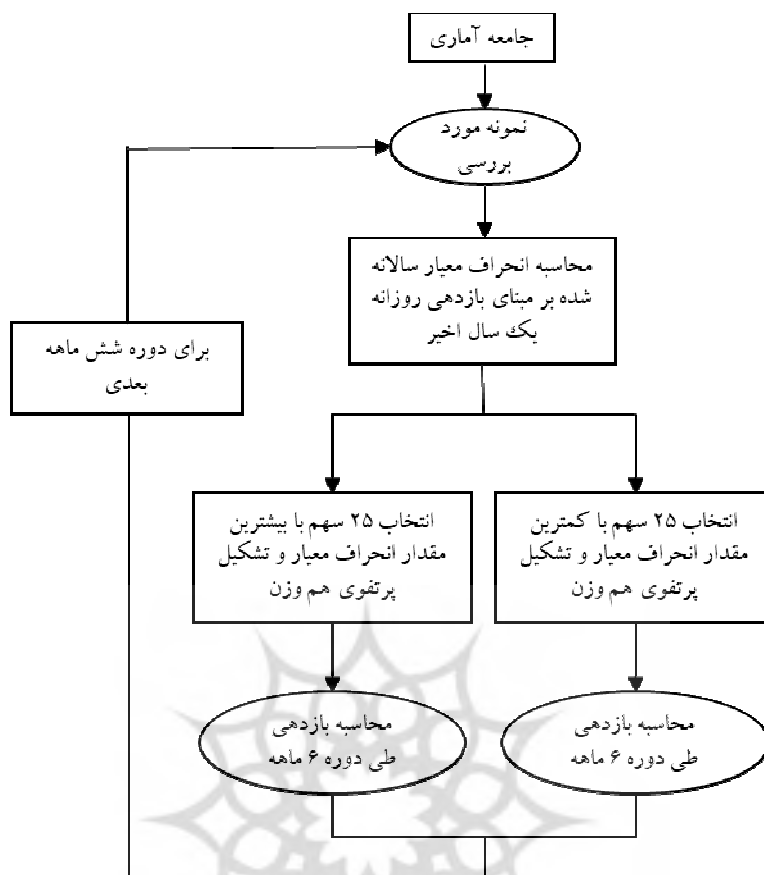 جامعه آماری
نمونه مورد
بررسی
محاسبه انحراف معیار سالانه
شده بر مبنای بازدهی روزانه
یک سال اخیر
برای دوره شش ماهه
بعدی
انتخاب ۲۵ سهم با کمترین
مقدار انحراف معیار و تشکیل
پرتفوی هم وزن
انتخاب ۲۵ سهم با بیشترین
مقدار انحراف معیار و تشکیل
پرتفوی هم وزن
محاسبه بازدهی
طی دوره ۶ ماهه
محاسبه بازدهی
طی دوره ۶ ماهه